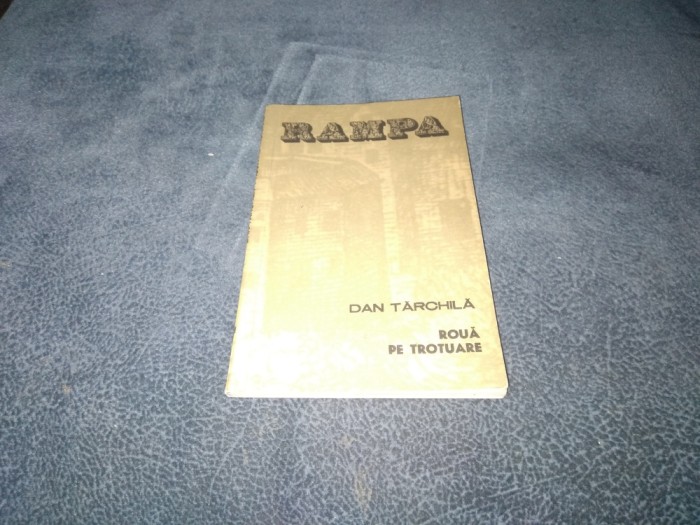 RAMPA
DAN TĂRCHILĂ
ROUĂ
PE TROTUARE